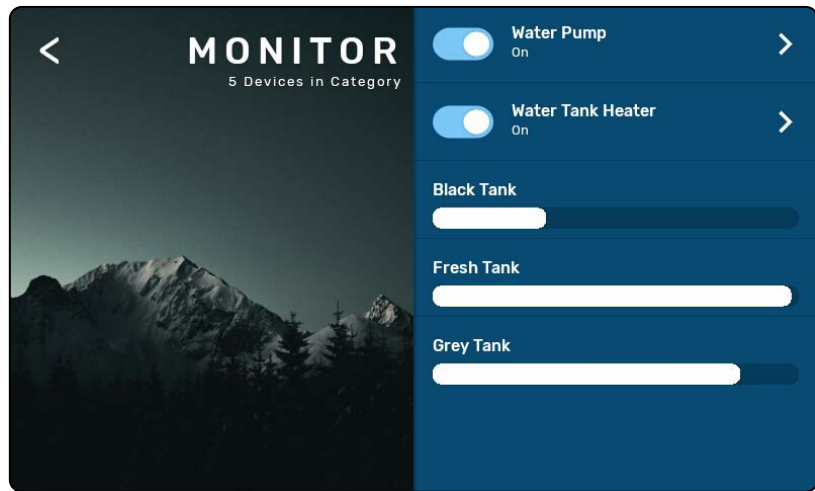 MONITOR
5 Devices in Category
Water Pump
On
Water Tank Heater
On
Black Tank
Fresh Tank
Grey Tank